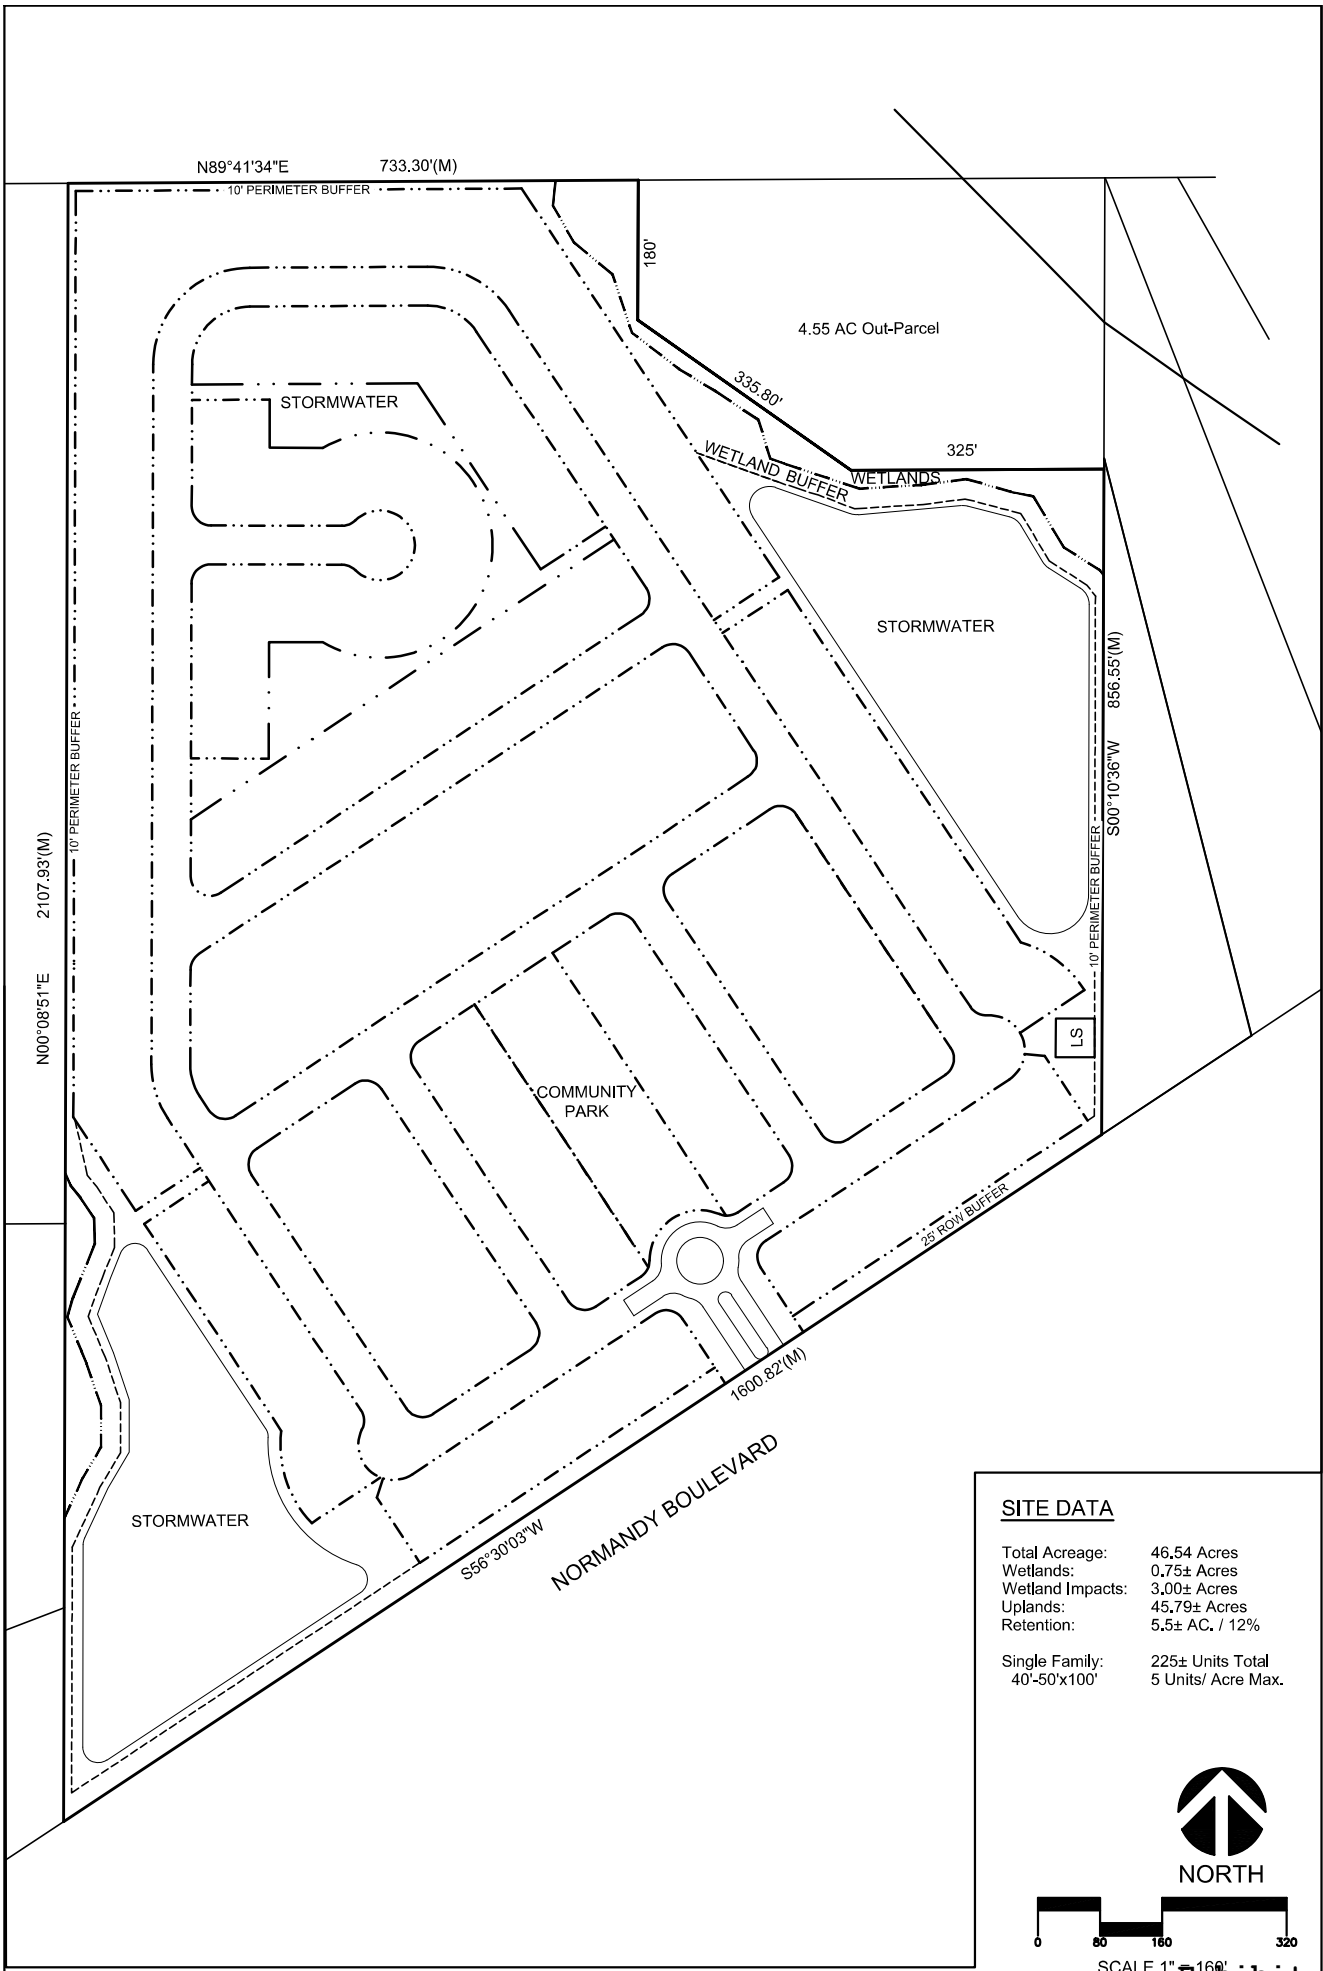 N89°41'34"E 733.30'(M)
10' PERIMETER BUFFER
180'
4.55 AC Out-Parcel
335.80'
325'
STORMWATER
WETLAND BUFFER
WETLANDS
STORMWATER
S00°10'36"W 856.55'(M)
10' PERIMETER BUFFER
10' PERIMETER BUFFER
N00°08'51"E 2107.93'(M)
LS
COMMUNITY
PARK
25' ROW BUFFER
1600.82'(M)
S56°30'03"W
NORMANDY BOULEVARD
STORMWATER
SITE DATA
Total Acreage: 46.54 Acres
Wetlands: 0.75± Acres
Wetland Impacts: 3.00± Acres
Uplands: 45.79± Acres
Retention: 5.5± AC. / 12%
Single Family: 225± Units Total
40'-50'x100' 5 Units/ Acre Max.
NORTH
0 80 160 320
SCALE 1" = 160'